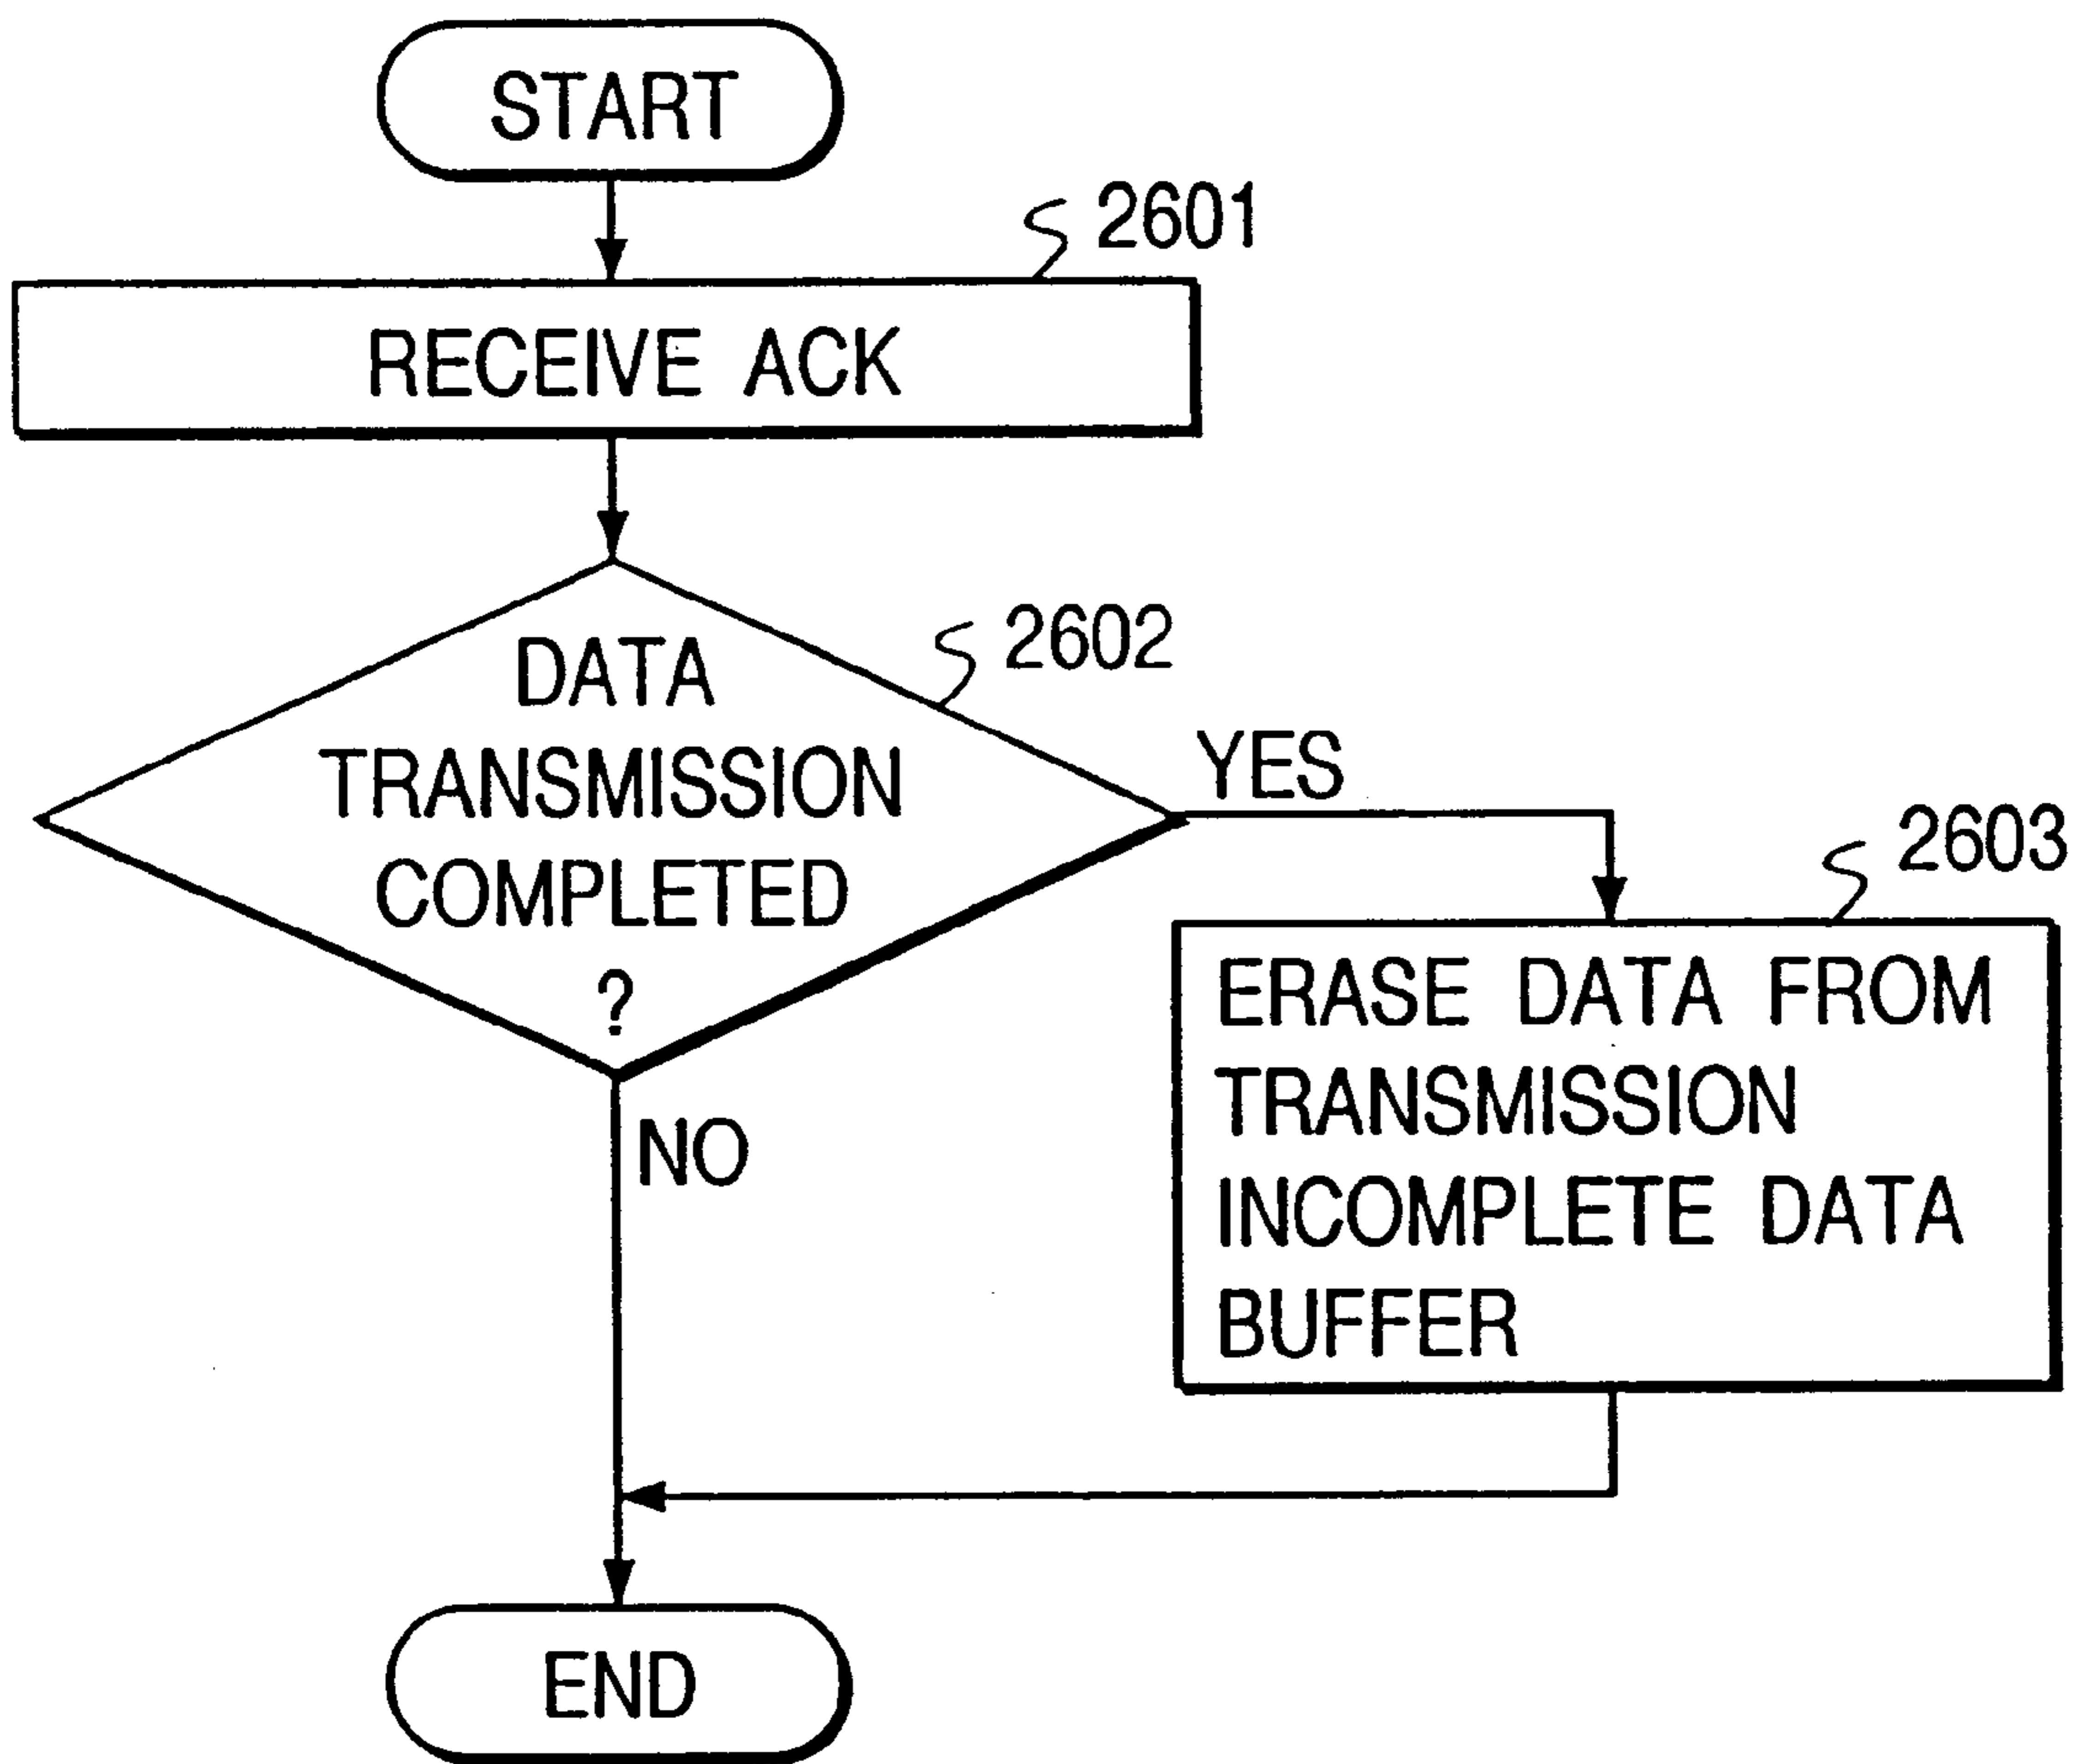 START
2601
RECEIVE ACK
2602
DATA
TRANSMISSION
COMPLETED
?
YES
NO
2603
ERASE DATA FROM
TRANSMISSION
INCOMPLETE DATA
BUFFER
END